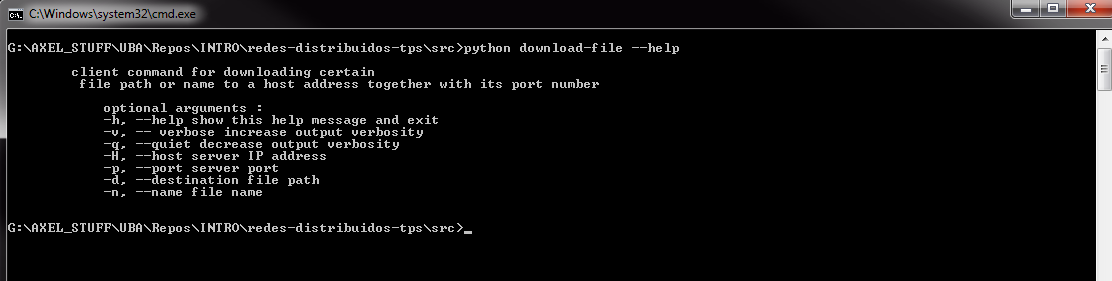 C:\Windows\system32\cmd.exe
G:\AXEL_STUFF\UBA\Repos\INTRO\redes-distribuidos-tps\src>python download-file --help
client command for downloading certain
file path or name to a host address together with its port number
optional arguments :
-h, --help show this help message and exit
-v, -- verbose increase output verbosity
-q, --quiet decrease output verbosity
-H, --host server IP address
-p, --port server port
-d, --destination file path
-n, --name file name
G:\AXEL_STUFF\UBA\Repos\INTRO\redes-distribuidos-tps\src>_